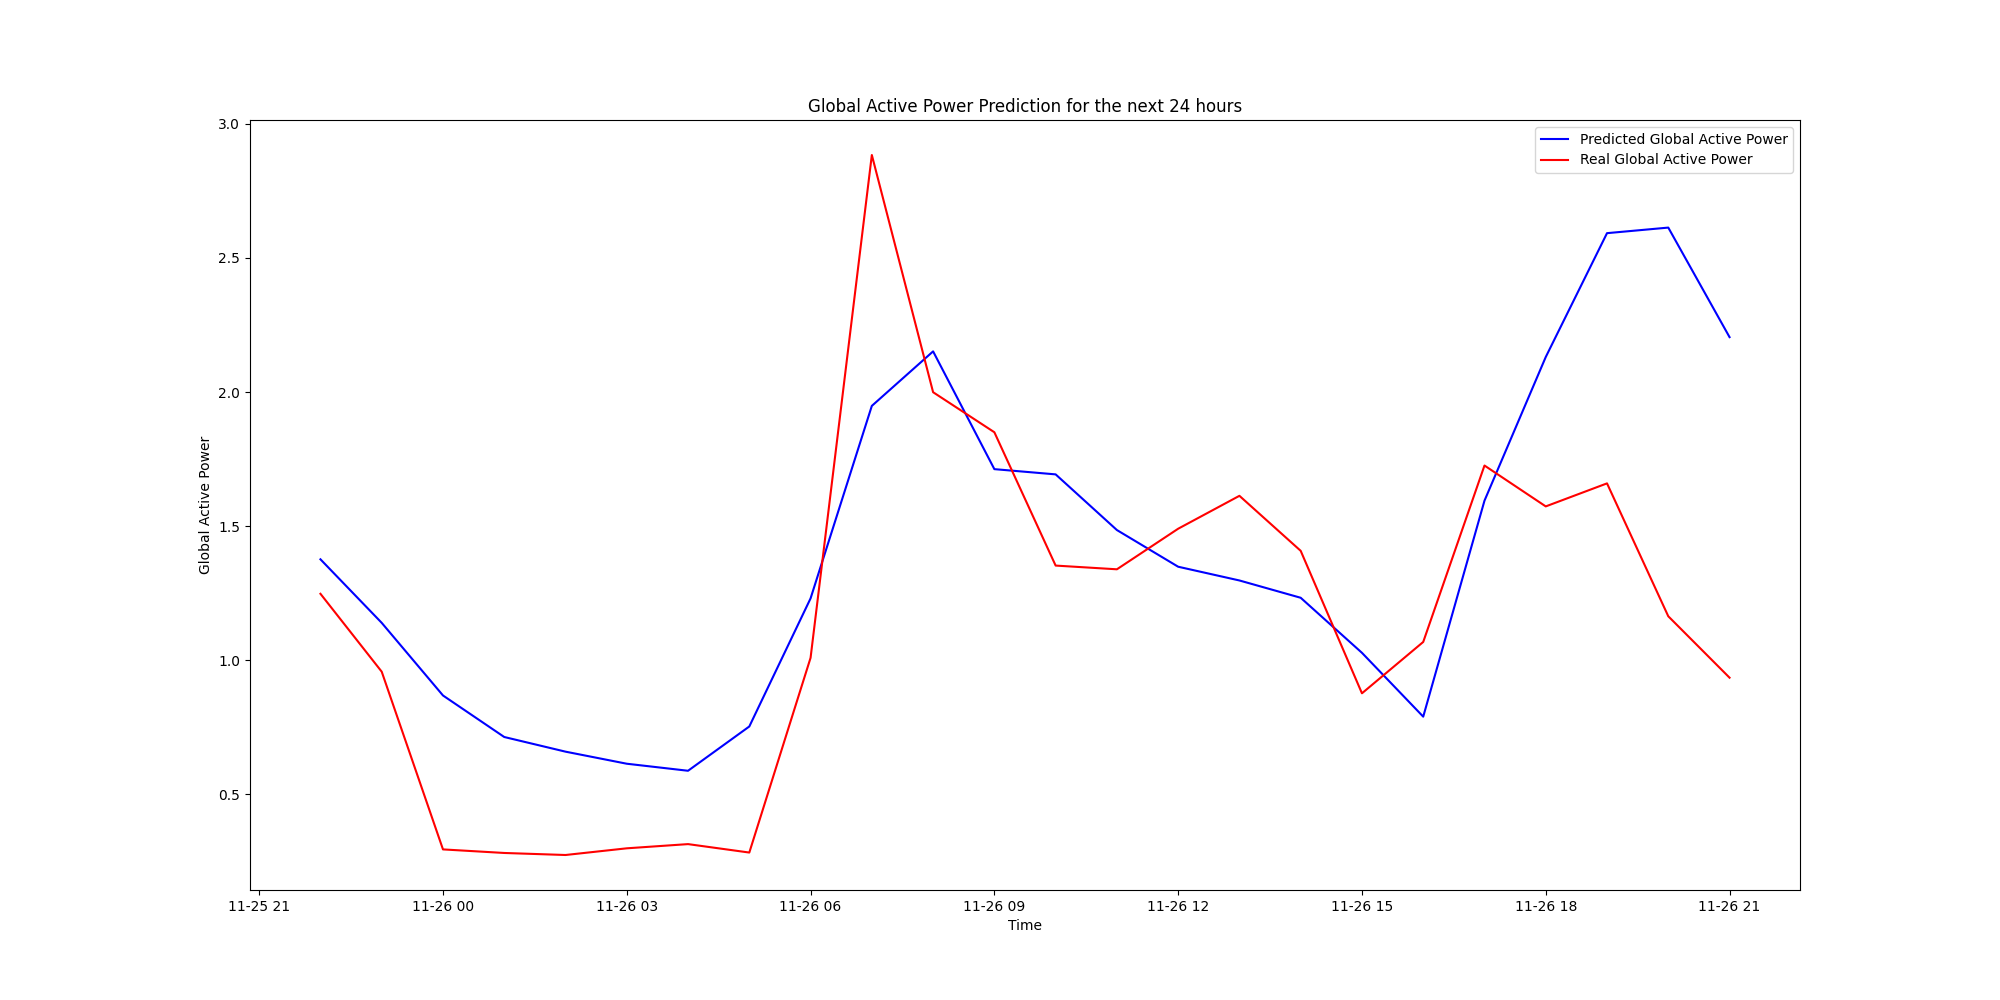 Global Active Power Prediction for the next 24 hours
Predicted Global Active Power
Real Global Active Power
Global Active Power
3.0
2.5
2.0
1.5
1.0
0.5
11-25 21 11-26 00 11-26 03 11-26 06 11-26 09 11-26 12 11-26 15 11-26 18 11-26 21
Time